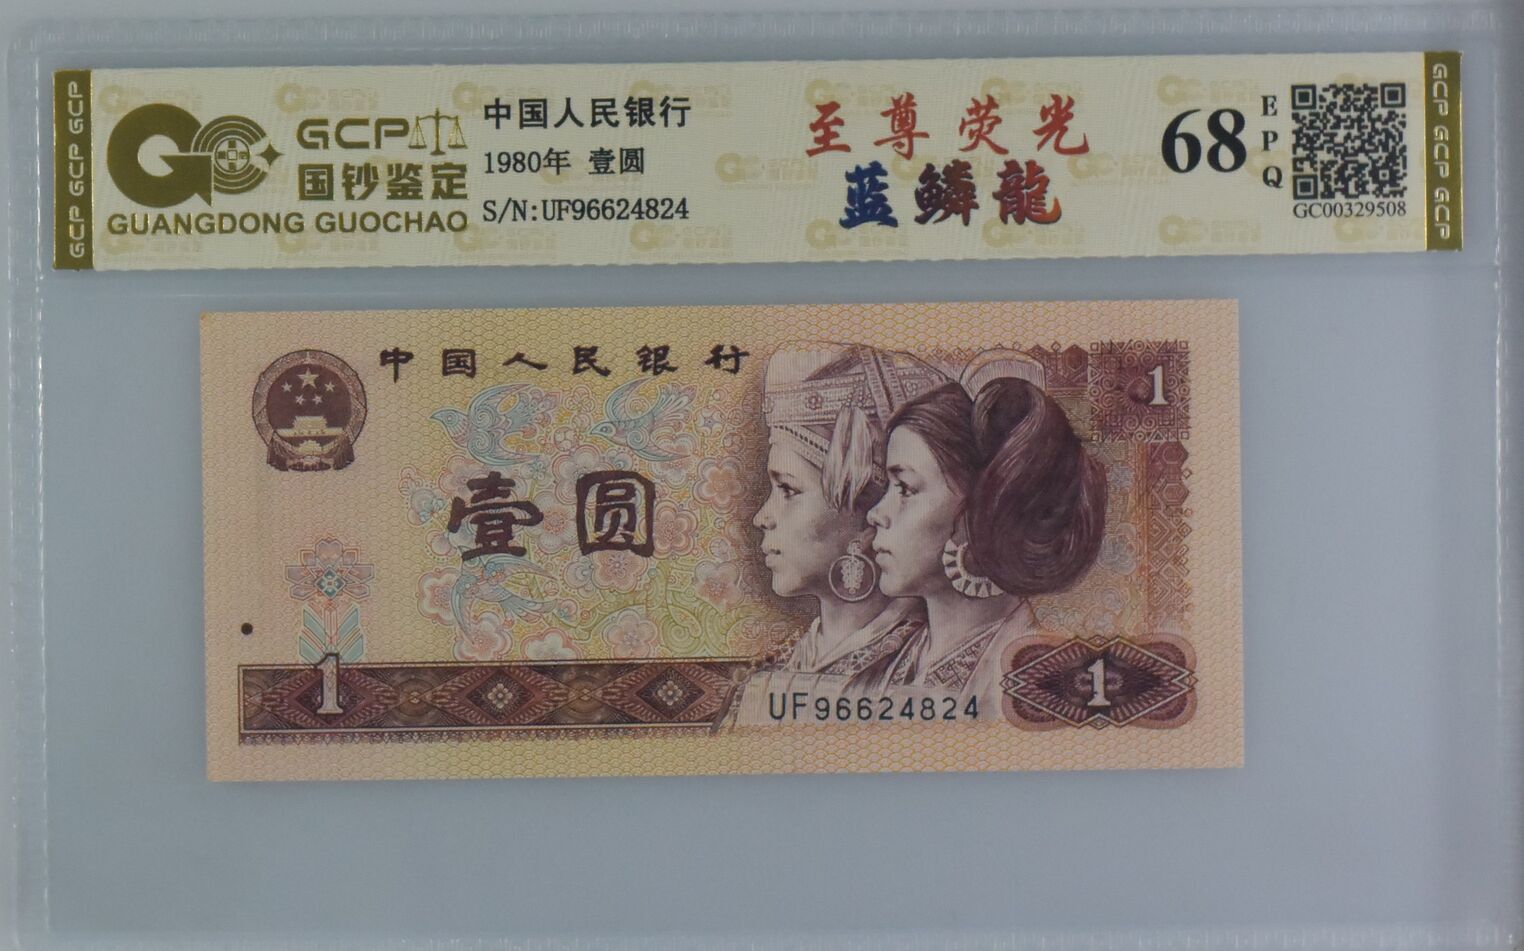 GCP GCP GCP
GCP
国钞鉴定
GUANGDONG GUOCHAO
中国人民银行
1980年 壹圆
S/N:UF96624824
至尊荧光
蓝鳞龍
68
EPQ
GC00329508
GCP GCP GCP
中国人民银行
1
壹圆
1
UF96624824
1